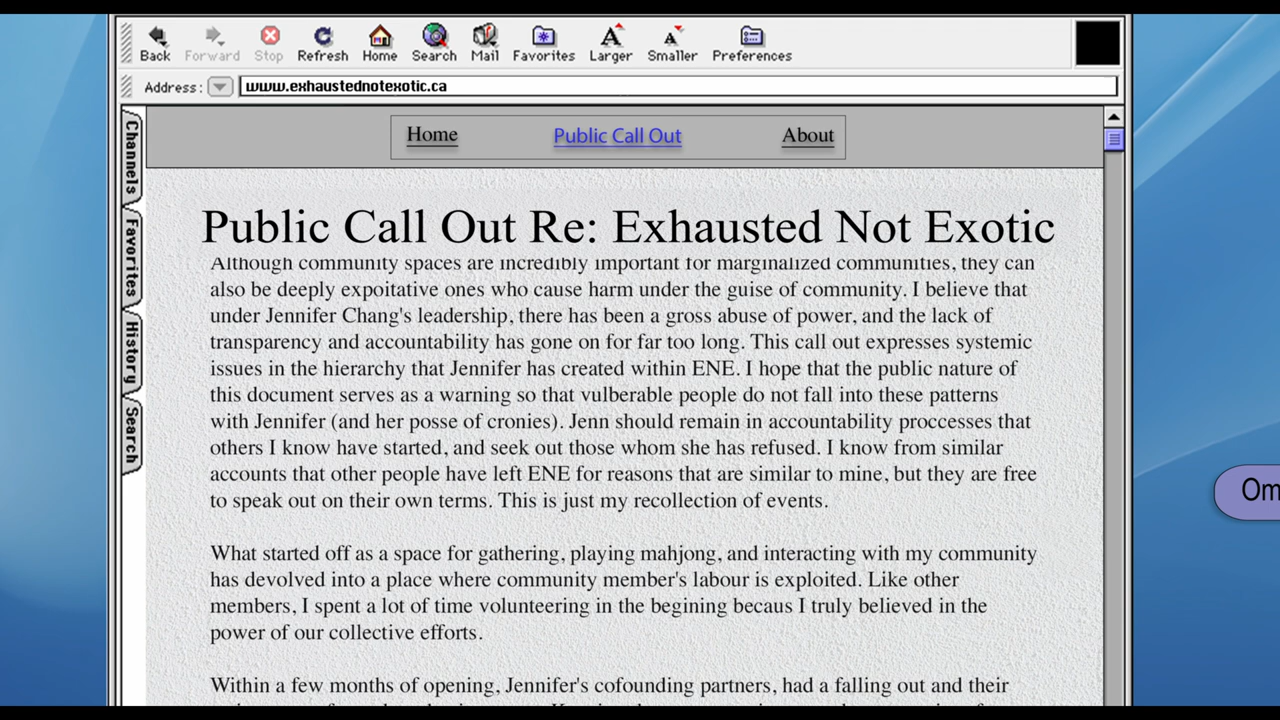 Back Forward Stop Refresh Home Search Mail Favorites Larger Smaller Preferences
Address: www.exhaustednotexotic.ca
Channels
Favorites
History
Search
Home Public Call Out About
Public Call Out Re: Exhausted Not Exotic
Although community spaces are incredibly important for marginalized communities, they can
also be deeply expoitative ones who cause harm under the guise of community. I believe that
under Jennifer Chang's leadership, there has been a gross abuse of power, and the lack of
transparency and accountability has gone on for far too long. This call out expresses systemic
issues in the hierarchy that Jennifer has created within ENE. I hope that the public nature of
this document serves as a warning so that vulberable people do not fall into these patterns
with Jennifer (and her posse of cronies). Jenn should remain in accountability proccesses that
others I know have started, and seek out those whom she has refused. I know from similar
accounts that other people have left ENE for reasons that are similar to mine, but they are free
to speak out on their own terms. This is just my recollection of events.
What started off as a space for gathering, playing mahjong, and interacting with my community
has devolved into a place where community member's labour is exploited. Like other
members, I spent a lot of time volunteering in the begining becaus I truly believed in the
power of our collective efforts.
Within a few months of opening, Jennifer's cofounding partners, had a falling out and their
Om